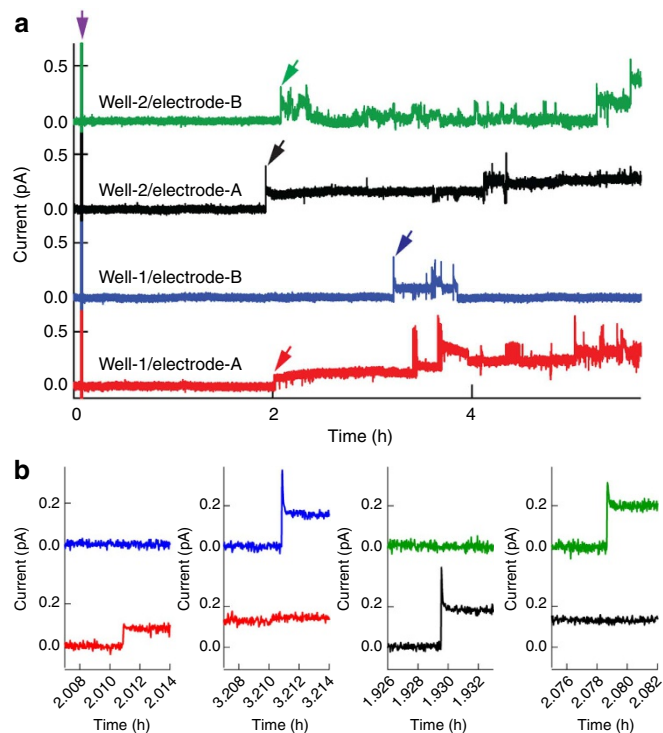 a
0.5
0.0
Well-2/electrode-B
0.5
0.0
Well-2/electrode-A
0.5
0.0
Well-1/electrode-B
0.5
0.0
Well-1/electrode-A
Current (pA)
0 2 4
Time (h)
b
Current (pA) 0.2 0.0 0.2 0.0
2.008 2.010 2.012 2.014
Time (h)
Current (pA) 0.2 0.0 0.2 0.0
3.208 3.210 3.212 3.214
Time (h)
Current (pA) 0.2 0.0 0.2 0.0
1.926 1.928 1.930 1.932
Time (h)
Current (pA) 0.2 0.0 0.2 0.0
2.076 2.078 2.080 2.082
Time (h)